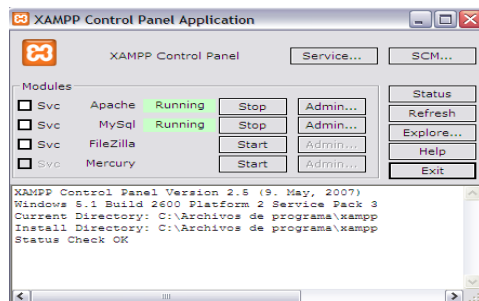 XAMPP Control Panel Application
XAMPP Control Panel
Service...
SCM...
Modules
Svc Apache Running Stop Admin...
Svc MySql Running Stop Admin...
Svc FileZilla Start Admin...
Svc Mercury Start Admin...
Status
Refresh
Explore...
Help
Exit
XAMPP Control Panel Version 2.5 (9. May, 2007)
Windows 5.1 Build 2600 Platform 2 Service Pack 3
Current Directory: C:\Archivos de programa\xampp
Install Directory: C:\Archivos de programa\xampp
Status Check OK